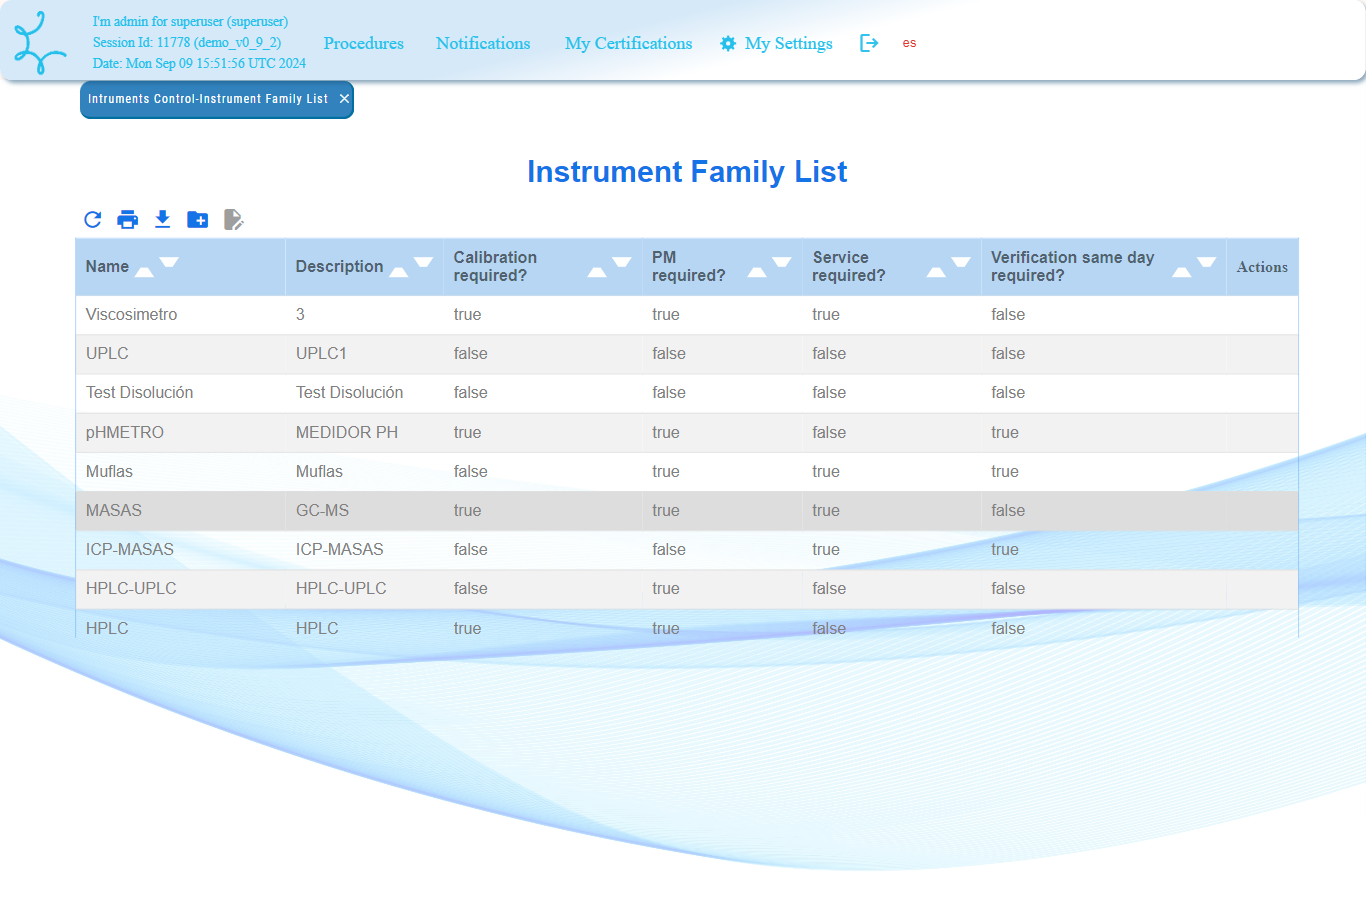 I'm admin for superuser (superuser)
Session Id: 11778 (demo_v0_9_2)
Date: Mon Sep 09 15:51:56 UTC 2024
Procedures Notifications My Certifications My Settings es
Intruments Control-Instrument Family List ×
Instrument Family List
Name Description Calibration required? PM required? Service required? Verification same day required? Actions
Viscosimetro 3 true true true false
UPLC UPLC1 false false false false
Test Disolución Test Disolución false false false false
pHMETRO MEDIDOR PH true true false true
Muflas Muflas false true true true
MASAS GC-MS true true true false
ICP-MASAS ICP-MASAS false false true true
HPLC-UPLC HPLC-UPLC false true false false
HPLC HPLC true true false false